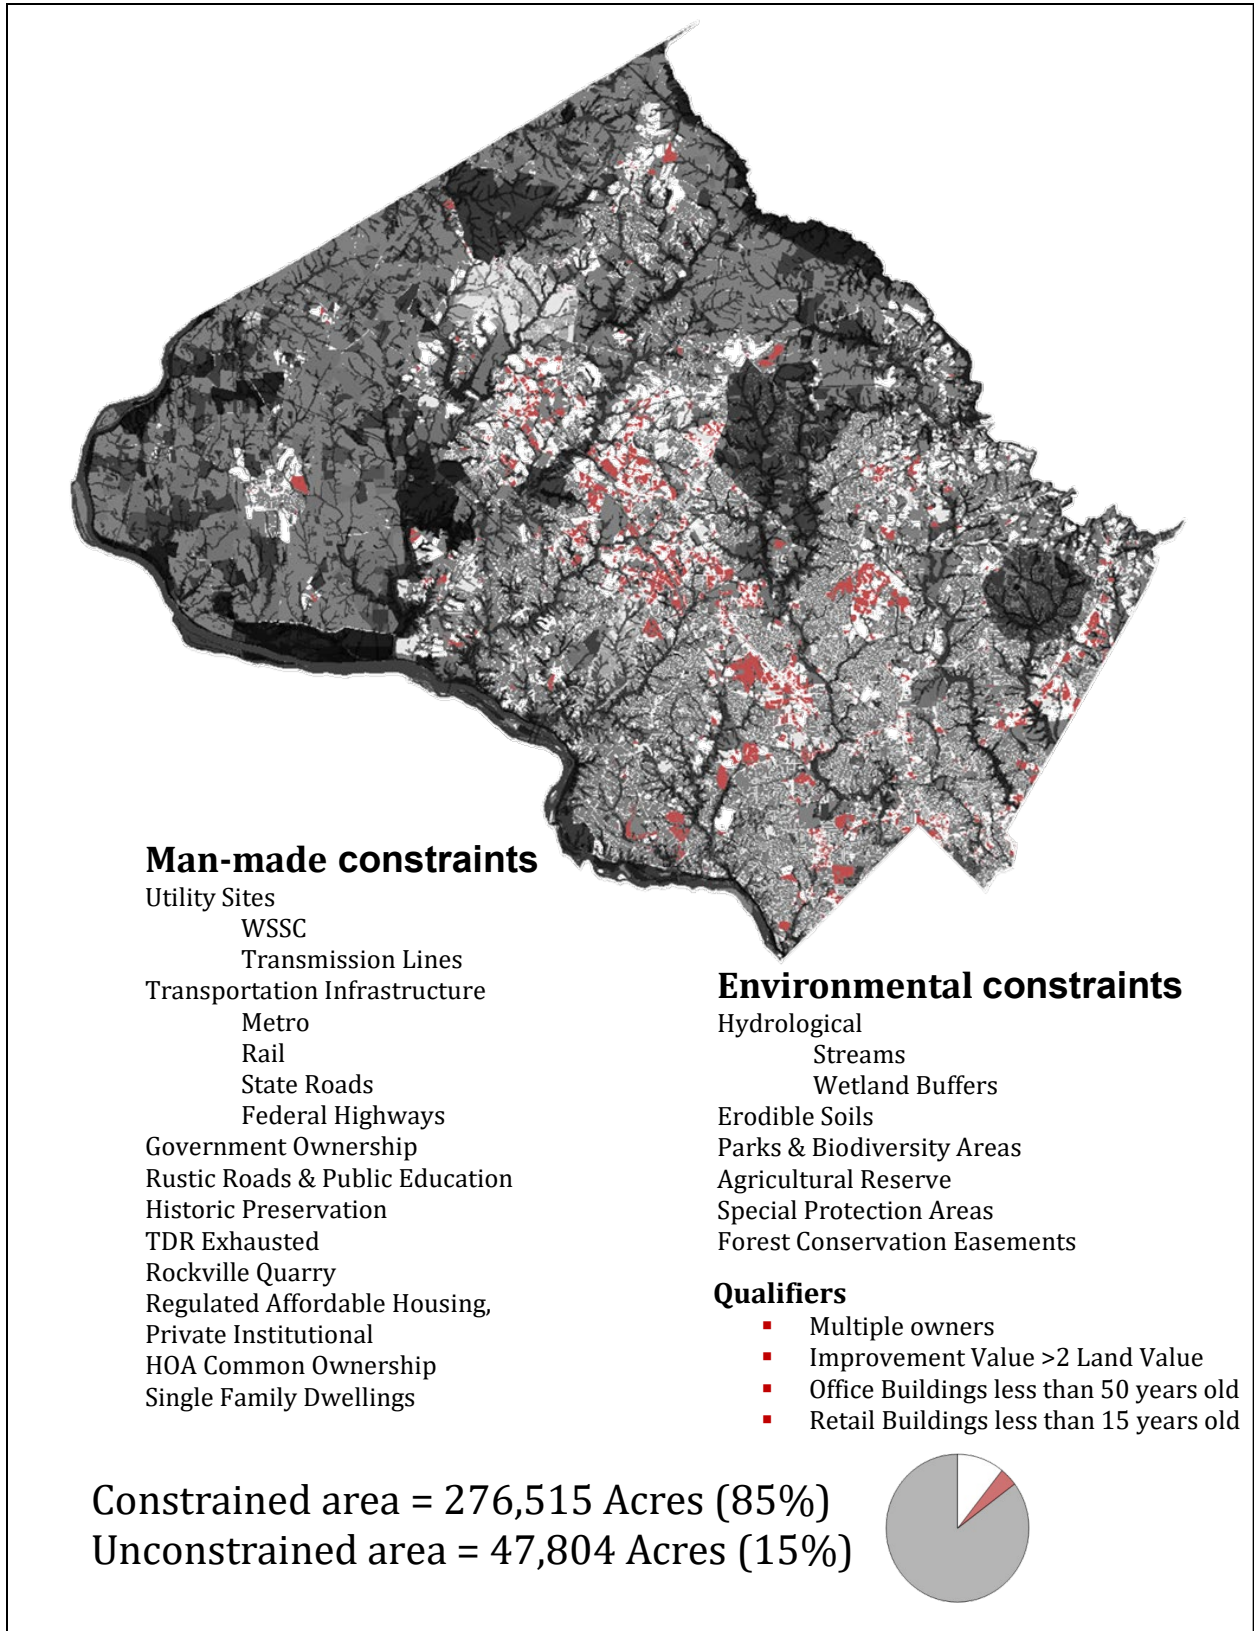 Man-made constraints
Utility Sites
WSSC
Transmission Lines
Transportation Infrastructure
Metro
Rail
State Roads
Federal Highways
Government Ownership
Rustic Roads & Public Education
Historic Preservation
TDR Exhausted
Rockville Quarry
Regulated Affordable Housing,
Private Institutional
HOA Common Ownership
Single Family Dwellings
Environmental constraints
Hydrological
Streams
Wetland Buffers
Erodible Soils
Parks & Biodiversity Areas
Agricultural Reserve
Special Protection Areas
Forest Conservation Easements
Qualifiers
▪ Multiple owners
▪ Improvement Value >2 Land Value
▪ Office Buildings less than 50 years old
▪ Retail Buildings less than 15 years old
Constrained area = 276,515 Acres (85%)
Unconstrained area = 47,804 Acres (15%)